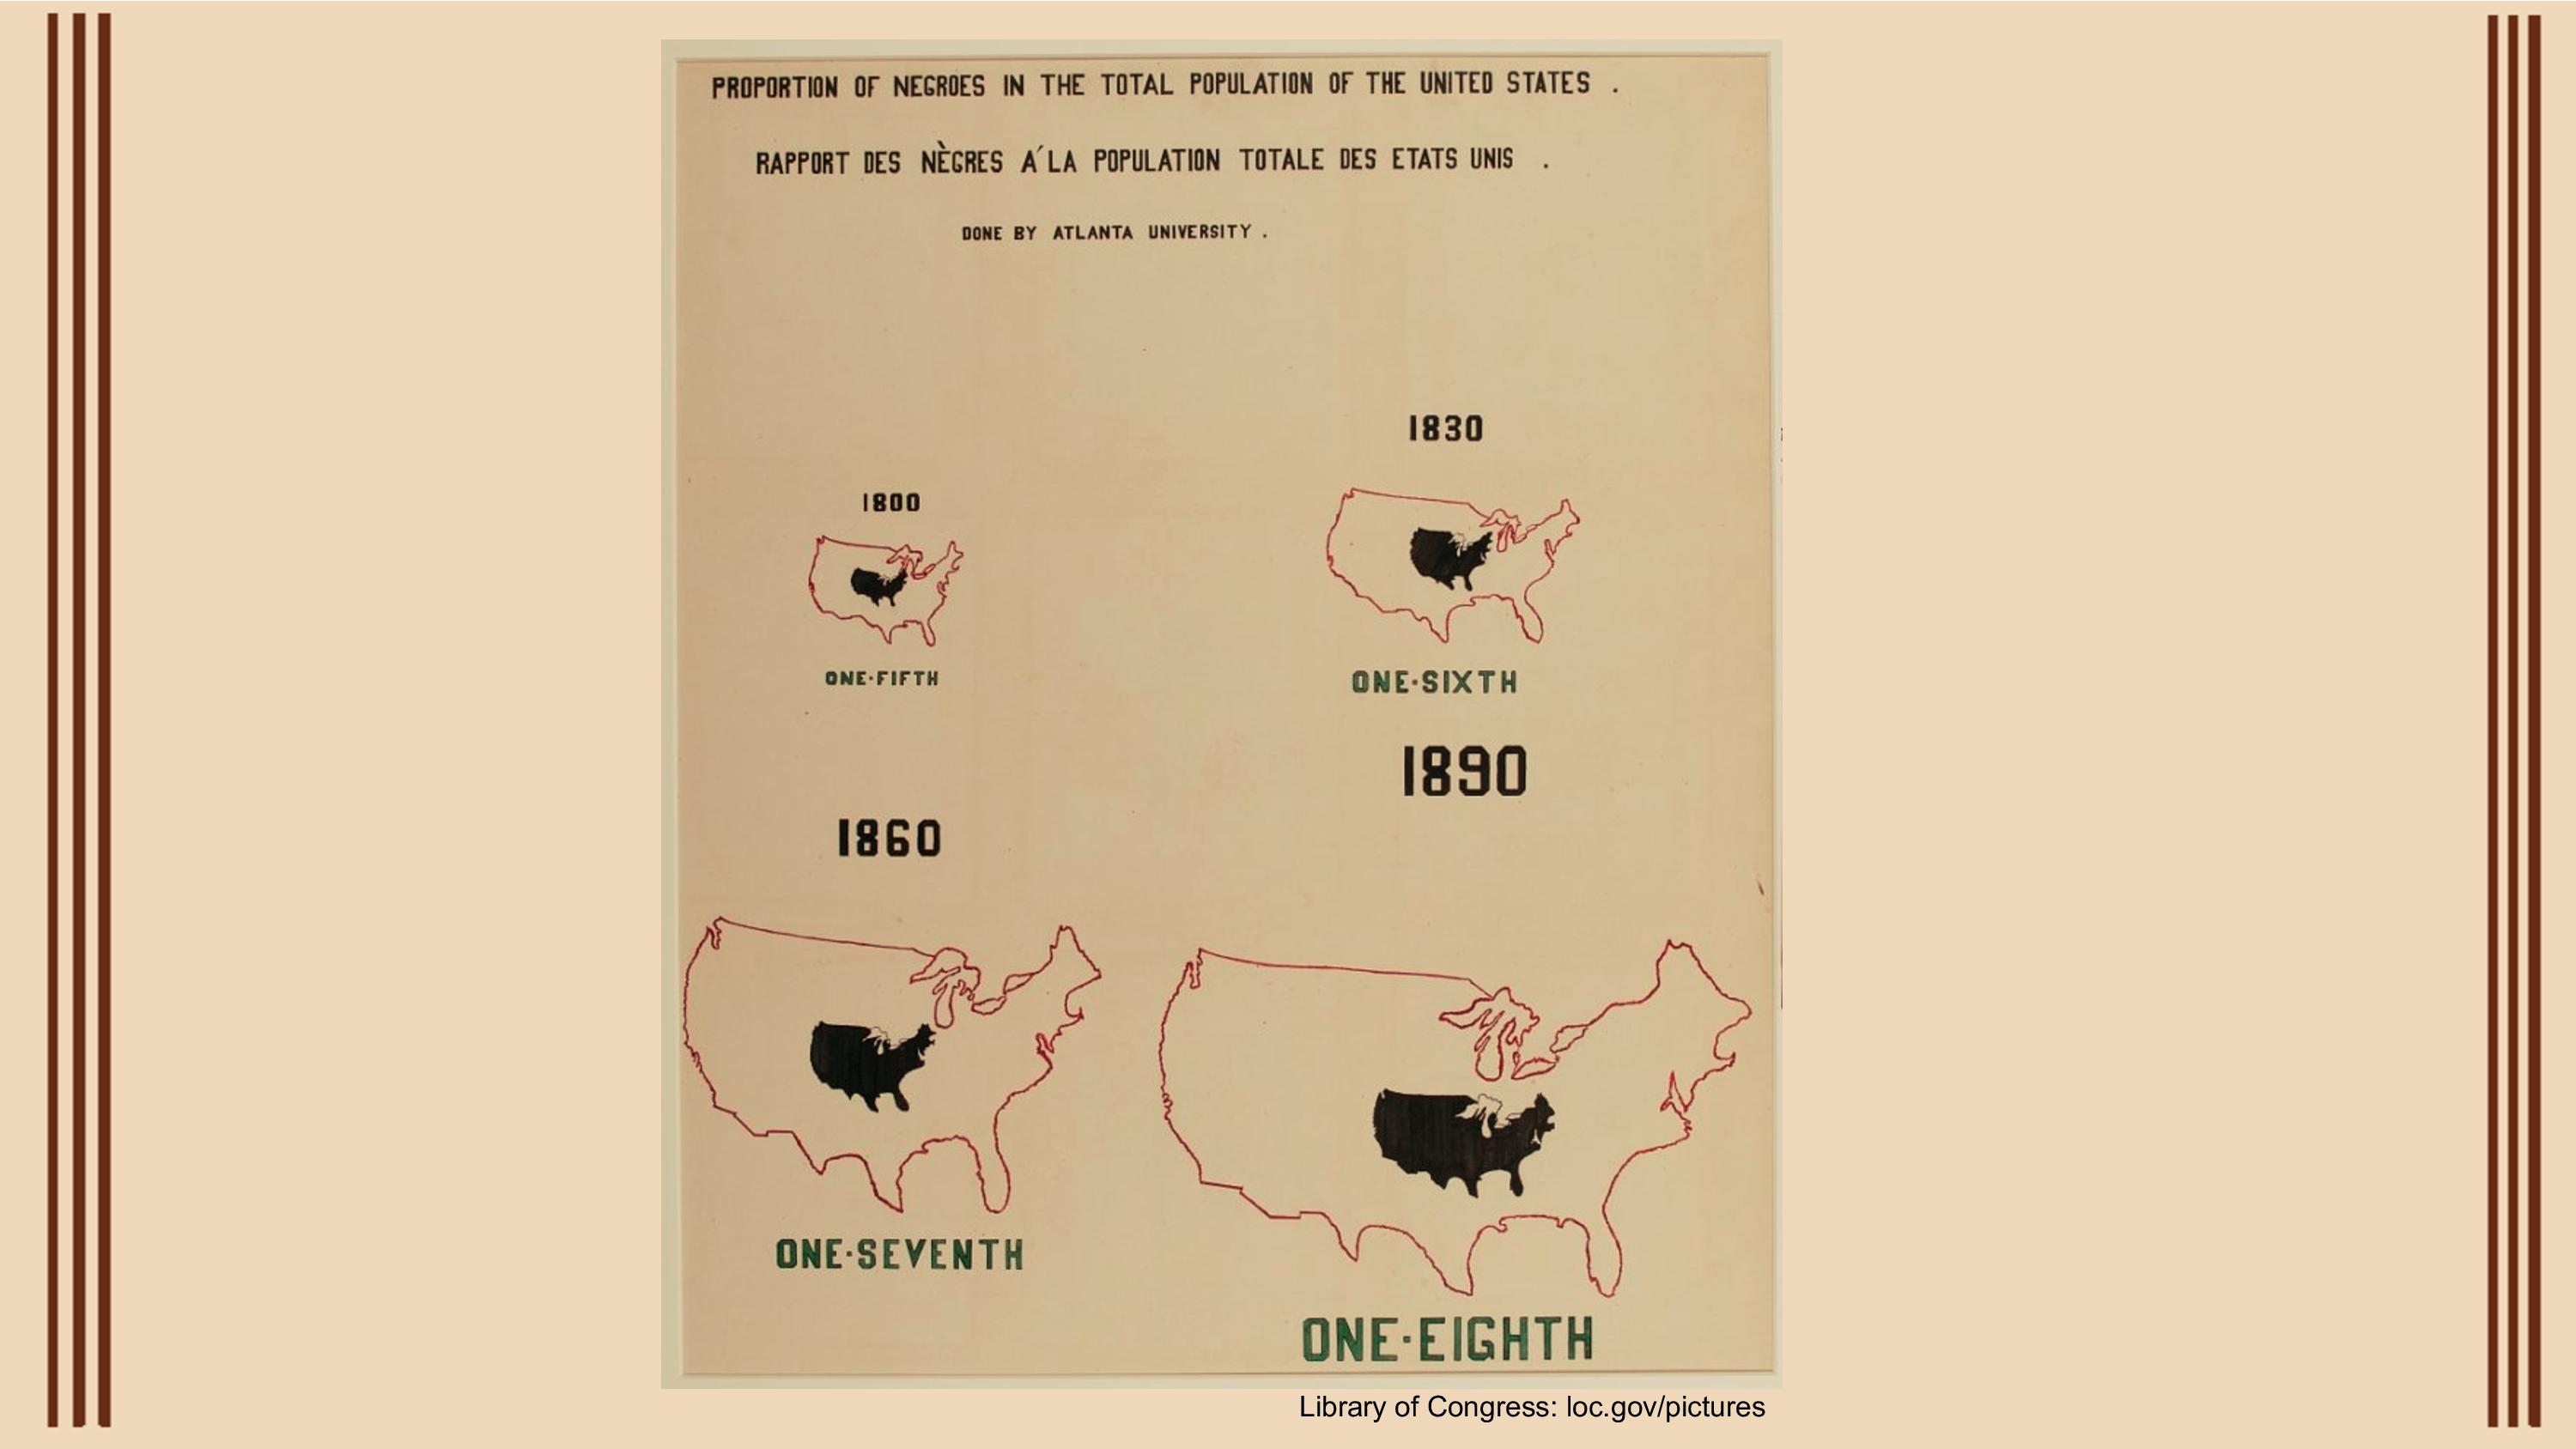 PROPORTION OF NEGROES IN THE TOTAL POPULATION OF THE UNITED STATES .
RAPPORT DES NÈGRES A´LA POPULATION TOTALE DES ETATS UNIS .
DONE BY ATLANTA UNIVERSITY .
1800
ONE·FIFTH
1830
ONE·SIXTH
1860
ONE·SEVENTH
1890
ONE·EIGHTH
Library of Congress: loc.gov/pictures